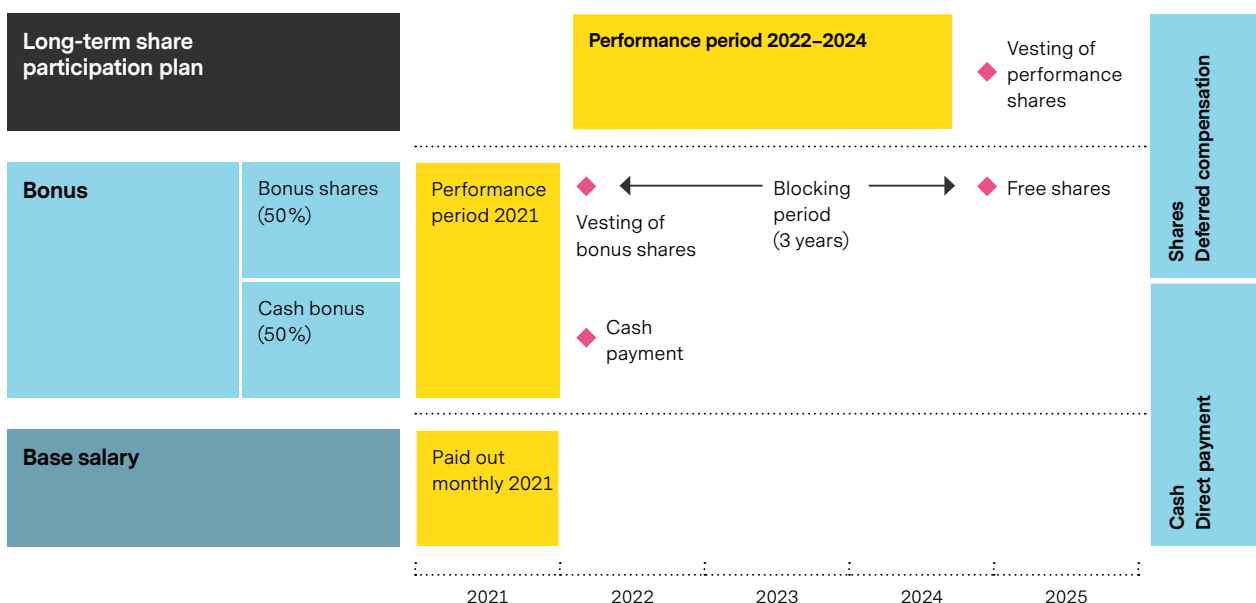 Long-term share
participation plan
Performance period 2022–2024
Vesting of
performance
shares
Shares
Deferred compensation
Bonus
Bonus shares
(50%)
Performance
period 2021
Vesting of
bonus shares
Blocking
period
(3 years)
Free shares
Cash bonus
(50%)
Cash
payment
Cash
Direct payment
Base salary
Paid out
monthly 2021
2021
2022
2023
2024
2025